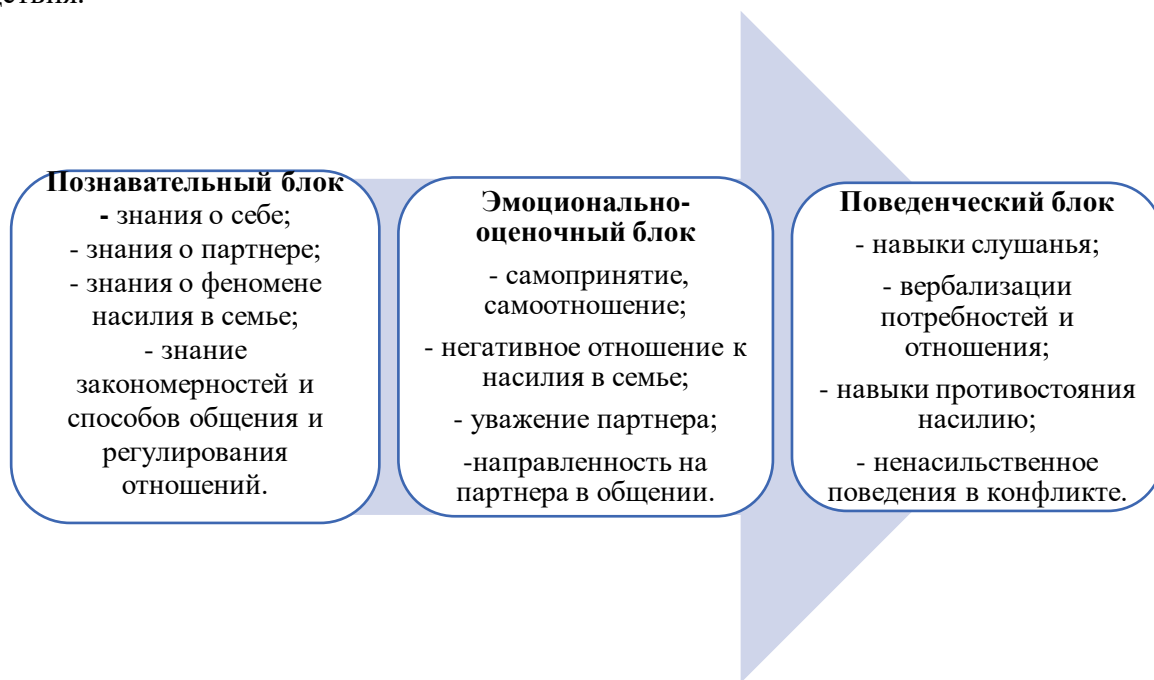 Познавательный блок
- знания о себе;
- знания о партнере;
- знания о феномене
насилия в семье;
- знание
закономерностей и
способов общения и
регулирования
отношений.
Эмоционально-
оценочный блок
- самопринятие,
самоотношение;
- негативное отношение к
насилия в семье;
- уважение партнера;
-направленность на
партнера в общении.
Поведенческий блок
- навыки слушанья;
- вербализации
потребностей и
отношения;
- навыки противостояния
насилию;
- ненасильственное
поведения в конфликте.